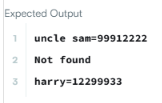 Expected Output
1 uncle sam=99912222
2 Not found
3 harry=12299933